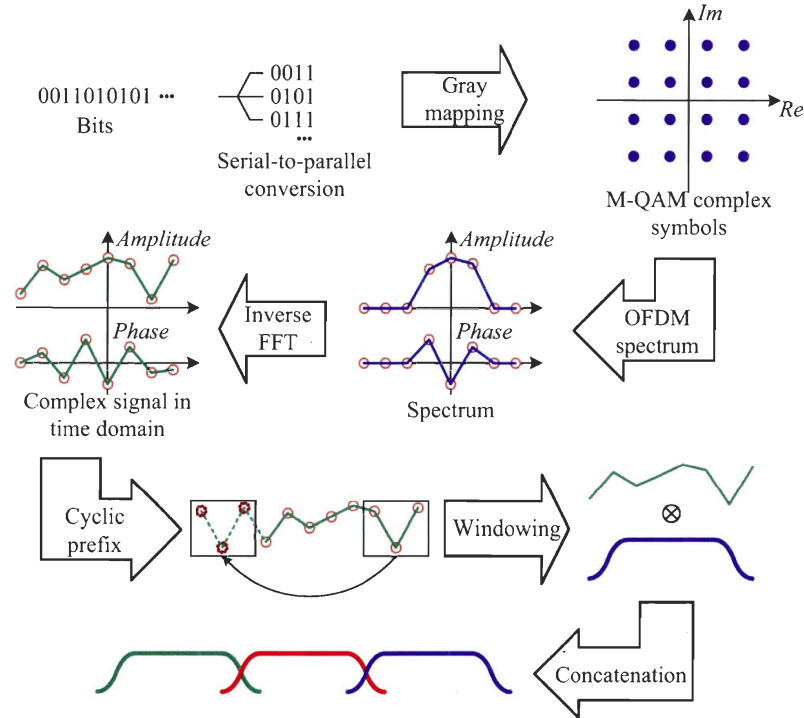 0011010101 ...
Bits
0011
0101
0111
...
Serial-to-parallel
conversion
Gray
mapping
Im
Re
M-QAM complex
symbols
Amplitude
Phase
Complex signal in
time domain
Inverse
FFT
Amplitude
Phase
Spectrum
OFDM
spectrum
Cyclic
prefix
Windowing
Concatenation